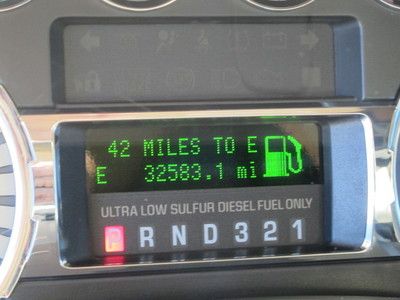 42 MILES TO E
E 32583.1 mi
ULTRA LOW SULFUR DIESEL FUEL ONLY
P R N D 3 2 1